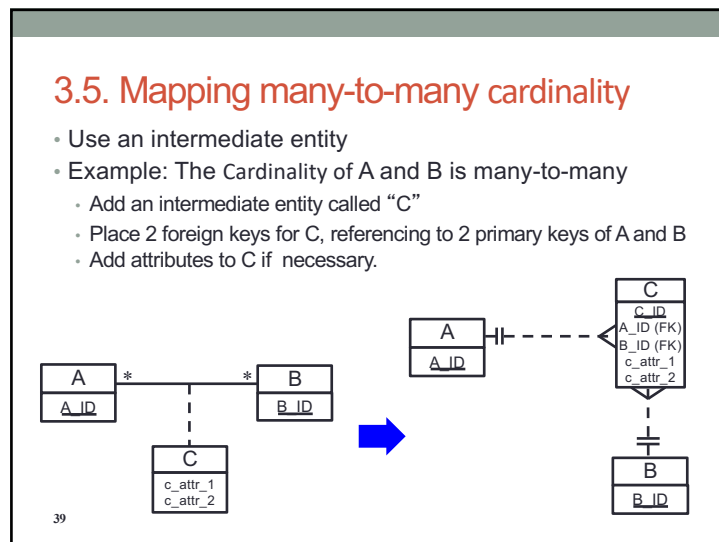 3.5. Mapping many-to-many cardinality
• Use an intermediate entity
• Example: The Cardinality of A and B is many-to-many
• Add an intermediate entity called “C”
• Place 2 foreign keys for C, referencing to 2 primary keys of A and B
• Add attributes to C if necessary.
A
A_ID
*
*
B
B_ID
C
c_attr_1
c_attr_2
A
A_ID
C
C_ID
A_ID (FK)
B_ID (FK)
c_attr_1
c_attr_2
B
B_ID
39